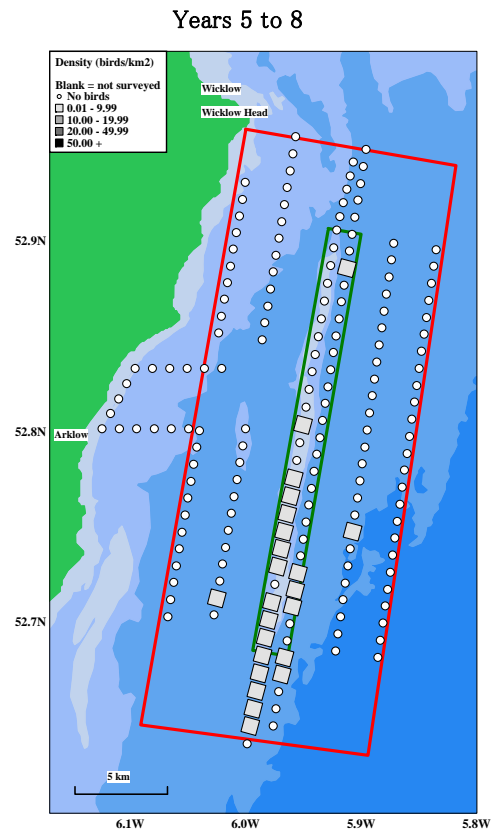 Years 5 to 8
Density (birds/km2)
Blank = not surveyed
No birds
0.01 - 9.99
10.00 - 19.99
20.00 - 49.99
50.00 +
Wicklow
Wicklow Head
52.9N
52.8N
Arklow
52.7N
5 km
6.1W 6.0W 5.9W 5.8W